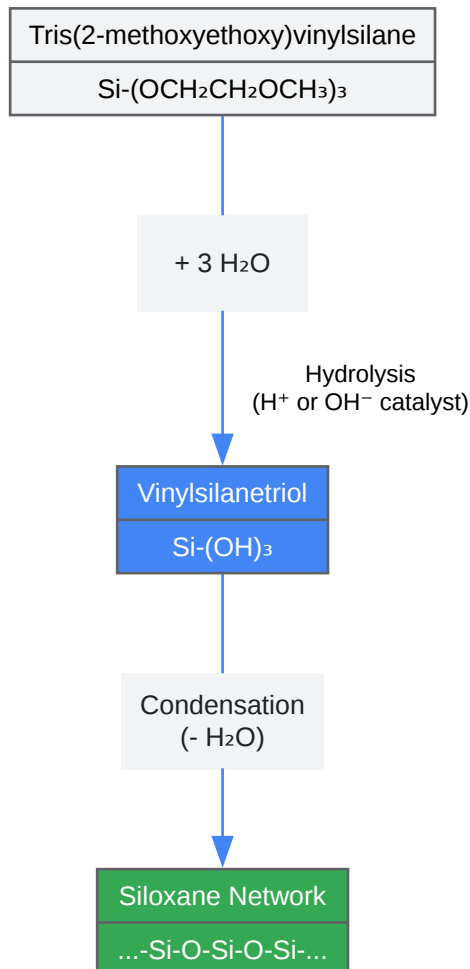 Tris(2-methoxyethoxy)vinylsilane
Si-(OCH₂CH₂OCH₃)₃
+ 3 H₂O
Hydrolysis
(H⁺ or OH⁻ catalyst)
Vinylsilanetriol
Si-(OH)₃
Condensation
(- H₂O)
Siloxane Network
...-Si-O-Si-O-Si-...